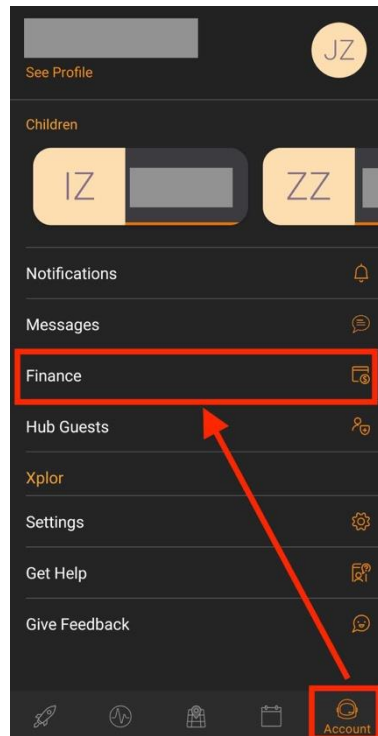 JZ
See Profile
Children
IZ
ZZ
Notifications
Messages
Finance
Hub Guests
Xplor
Settings
Get Help
Give Feedback
Account